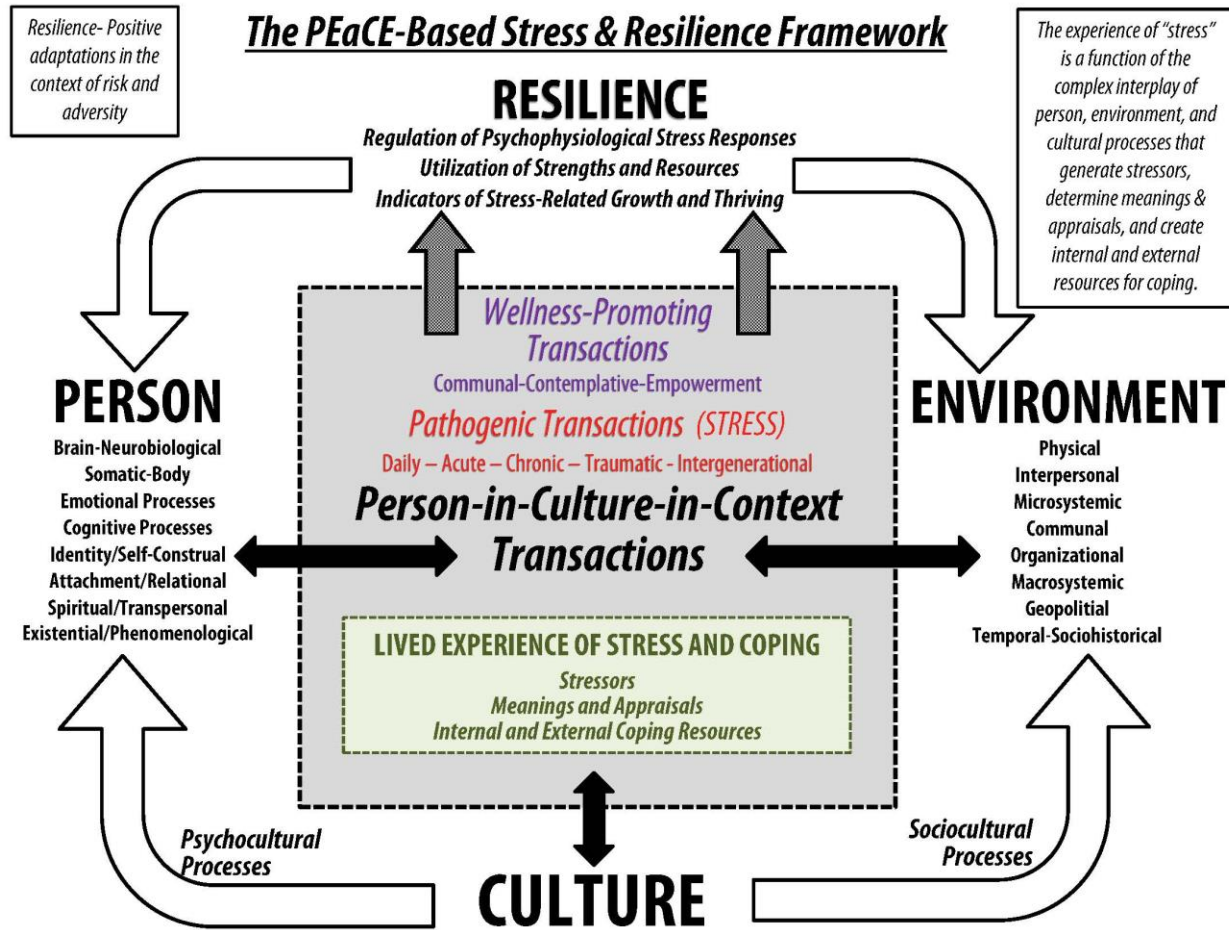 The PEaCE-Based Stress & Resilience Framework
Resilience- Positive
adaptations in the
context of risk and
adversity
The experience of “stress”
is a function of the
complex interplay of
person, environment, and
cultural processes that
generate stressors,
determine meanings &
appraisals, and create
internal and external
resources for coping.
RESILIENCE
Regulation of Psychophysiological Stress Responses
Utilization of Strengths and Resources
Indicators of Stress-Related Growth and Thriving
PERSON
Brain-Neurobiological
Somatic-Body
Emotional Processes
Cognitive Processes
Identity/Self-Construal
Attachment/Relational
Spiritual/Transpersonal
Existential/Phenomenological
Wellness-Promoting
Transactions
Communal-Contemplative-Empowerment
Pathogenic Transactions (STRESS)
Daily – Acute – Chronic – Traumatic - Intergenerational
Person-in-Culture-in-Context
Transactions
LIVED EXPERIENCE OF STRESS AND COPING
Stressors
Meanings and Appraisals
Internal and External Coping Resources
ENVIRONMENT
Physical
Interpersonal
Microsystemic
Communal
Organizational
Macrosystemic
Geopolitial
Temporal-Sociohistorical
Psychocultural
Processes
Sociocultural
Processes
CULTURE